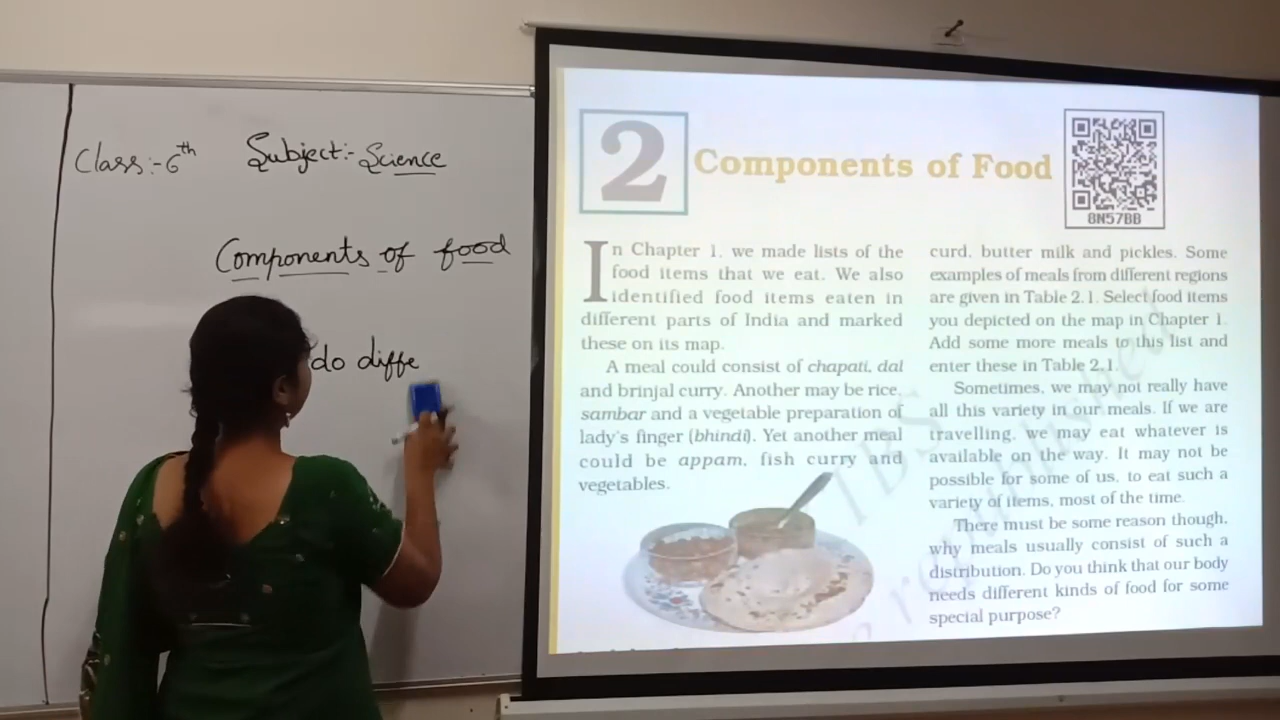 Class:- 6th Subject:- Science
Components of food
do diffe
2
Components of Food
8N57BB
In Chapter 1, we made lists of the
food items that we eat. We also
identified food items eaten in
different parts of India and marked
these on its map.
A meal could consist of chapati, dal
and brinjal curry. Another may be rice,
sambar and a vegetable preparation of
lady's finger (bhindi). Yet another meal
could be appam, fish curry and
vegetables.
curd, butter milk and pickles. Some
examples of meals from different regions
are given in Table 2.1. Select food items
you depicted on the map in Chapter 1.
Add some more meals to this list and
enter these in Table 2.1.
Sometimes, we may not really have
all this variety in our meals. If we are
travelling, we may eat whatever is
available on the way. It may not be
possible for some of us, to eat such a
variety of items, most of the time.
There must be some reason though,
why meals usually consist of such a
distribution. Do you think that our body
needs different kinds of food for some
special purpose?